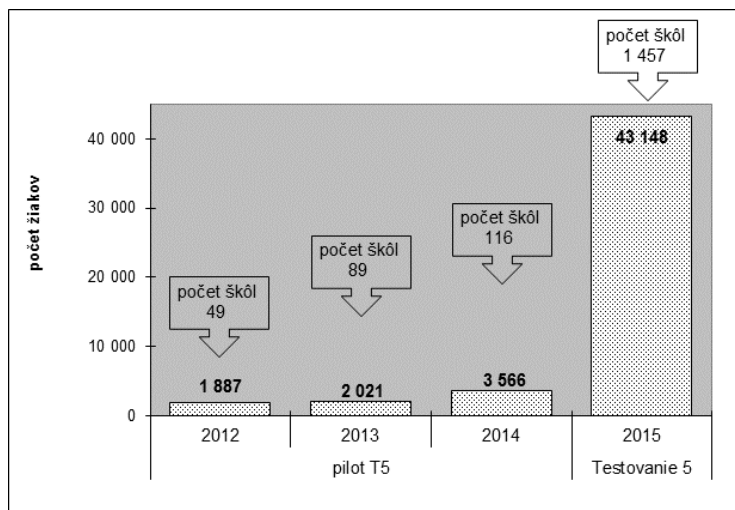 počet škôl
1 457
40 000
43 148
30 000
počet škôl
116
počet žiakov
počet škôl
89
20 000
počet škôl
49
10 000
1 887
2 021
3 566
0
2012
2013
2014
2015
pilot T5
Testovanie 5